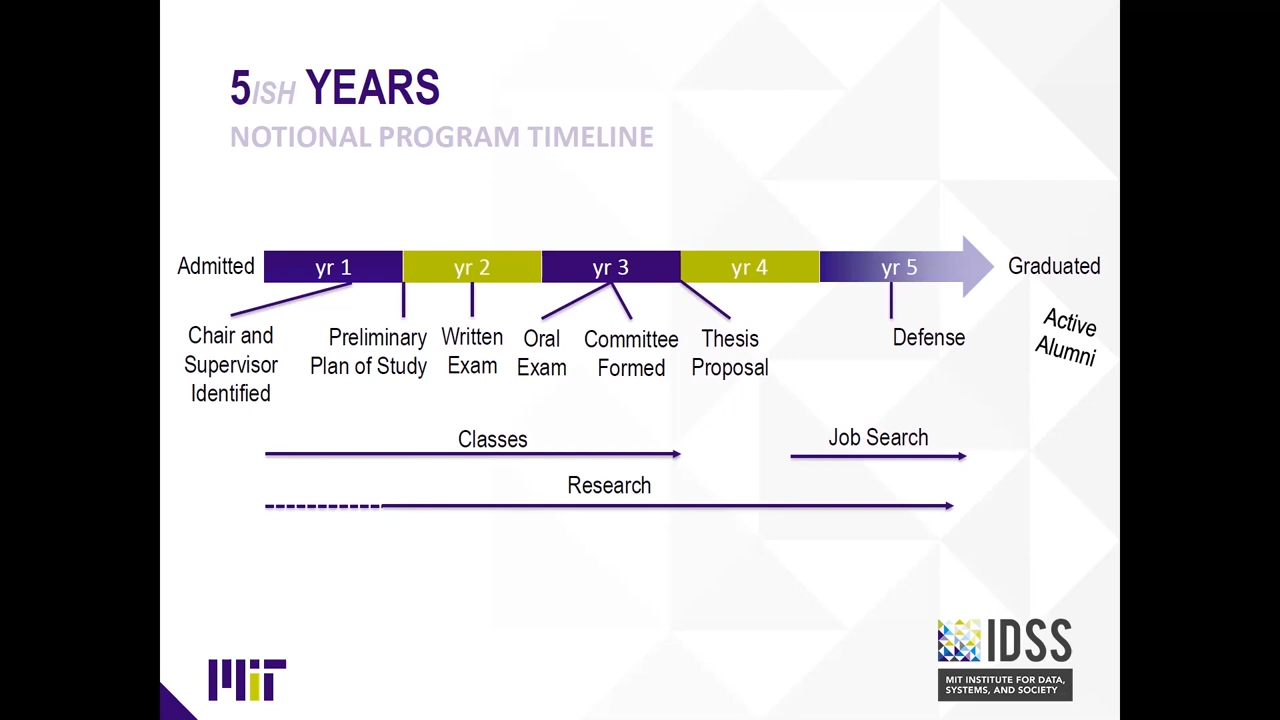 5ISH YEARS
NOTIONAL PROGRAM TIMELINE
Admitted
yr 1
yr 2
yr 3
yr 4
yr 5
Graduated
Chair and
Supervisor
Identified
Preliminary
Plan of Study
Written
Exam
Oral
Exam
Committee
Formed
Thesis
Proposal
Defense
Active
Alumni
Classes
Job Search
Research
MIT
IDSS
MIT INSTITUTE FOR DATA,
SYSTEMS, AND SOCIETY